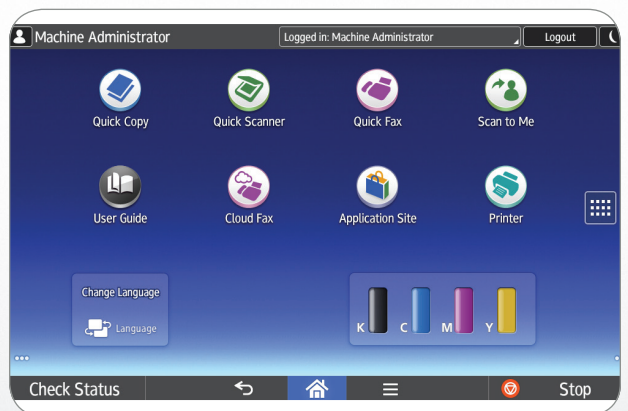 Machine Administrator
Logged in: Machine Administrator
Logout
Quick Copy
Quick Scanner
Quick Fax
Scan to Me
User Guide
Cloud Fax
Application Site
Printer
Change Language
Language
K
C
M
Y
Check Status
Stop